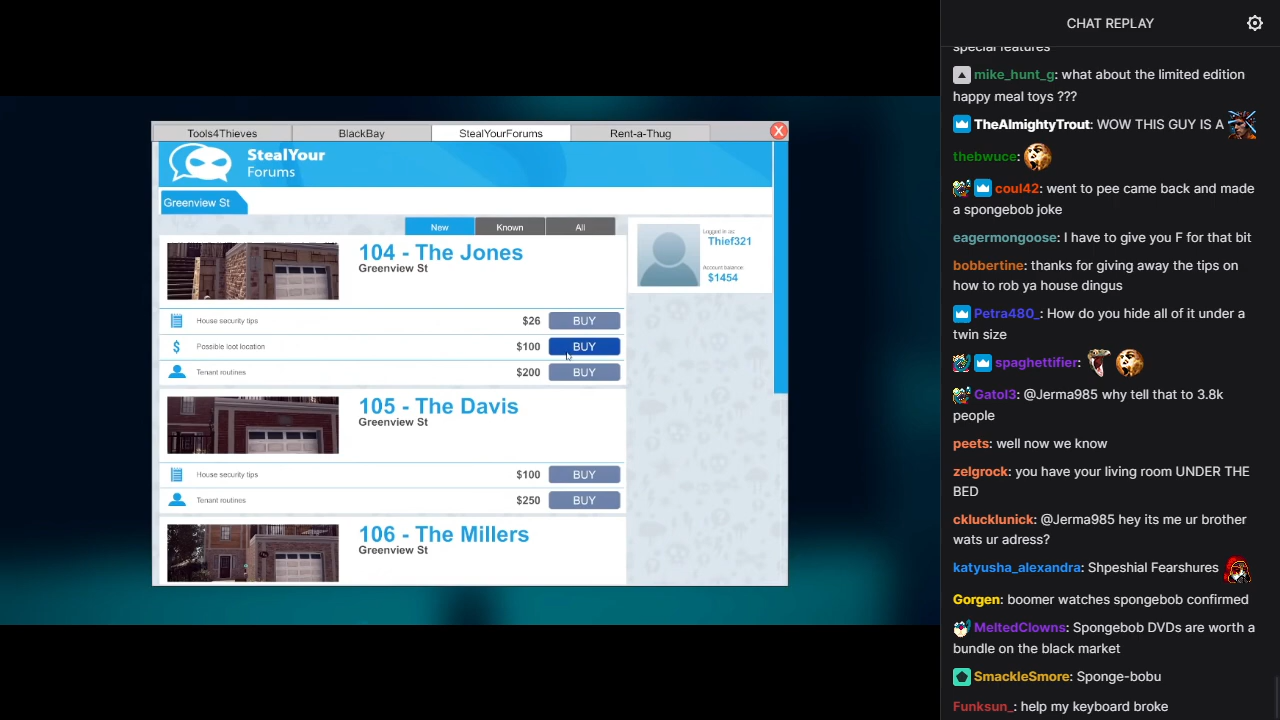 Tools4Thieves
BlackBay
StealYourForums
Rent-a-Thug
X
StealYour
Forums
Greenview St
New
Known
All
104 - The Jones
Greenview St
House security tips
$26
BUY
Possible loot location
$100
BUY
Tenant routines
$200
BUY
105 - The Davis
Greenview St
House security tips
$100
BUY
Tenant routines
$250
BUY
106 - The Millers
Greenview St
Logged in as:
Thief321
Account balance:
$1454
CHAT REPLAY
special features
mike_hunt_g: what about the limited edition
happy meal toys ???
TheAlmightyTrout: WOW THIS GUY IS A
thebwuce:
coul42: went to pee came back and made
a spongebob joke
eagermongoose: I have to give you F for that bit
bobbertine: thanks for giving away the tips on
how to rob ya house dingus
Petra480_: How do you hide all of it under a
twin size
spaghettifier:
Gatol3: @Jerma985 why tell that to 3.8k
people
peets: well now we know
zelgrock: you have your living room UNDER THE
BED
cklucklunick: @Jerma985 hey its me ur brother
wats ur adress?
katyusha_alexandra: Shpeshial Fearshures
Gorgen: boomer watches spongebob confirmed
MeltedClowns: Spongebob DVDs are worth a
bundle on the black market
SmackleSmore: Sponge-bobu
Funksun_: help my keyboard broke